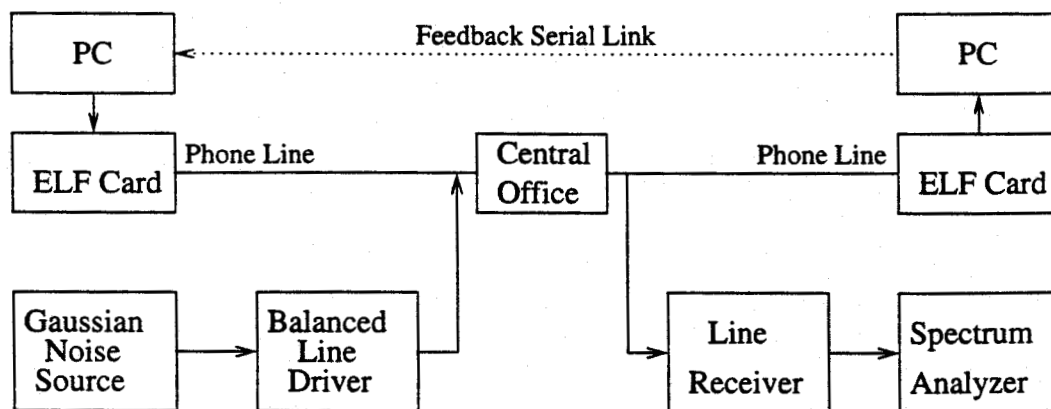 PC
Feedback Serial Link
PC
ELF Card
Phone Line
Central
Office
Phone Line
ELF Card
Gaussian
Noise
Source
Balanced
Line
Driver
Line
Receiver
Spectrum
Analyzer